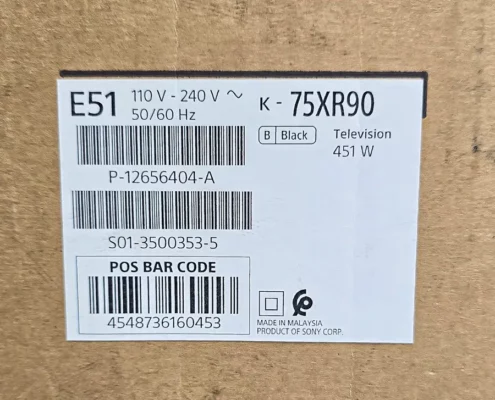 E51 110 V - 240 V ~ 50/60 Hz
K - 75XR90
B Black
Television
451 W
P-12656404-A
S01-3500353-5
POS BAR CODE
4548736160453
MADE IN MALAYSIA
PRODUCT OF SONY CORP.